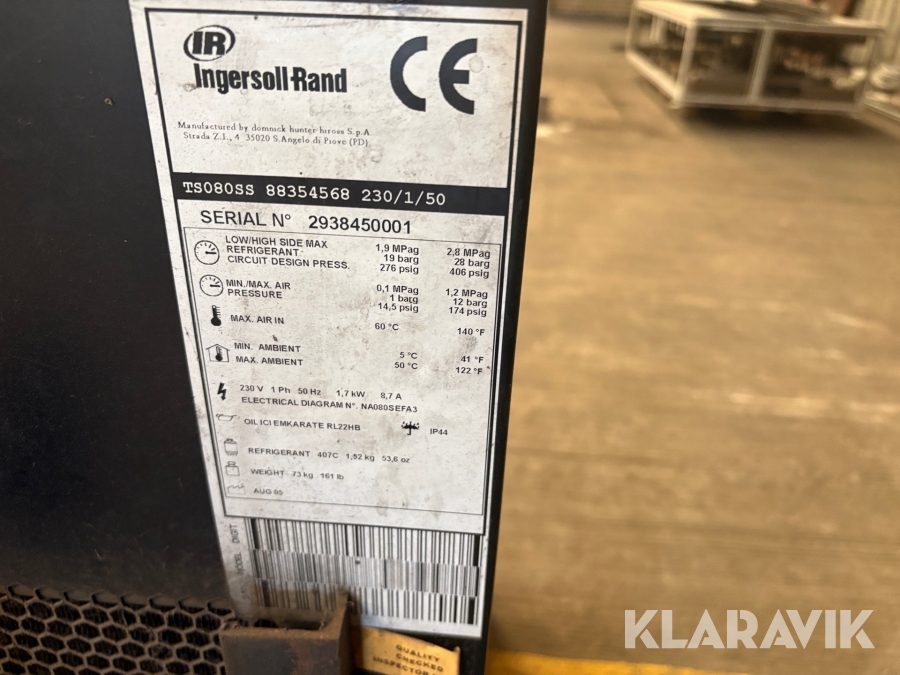 IR
Ingersoll-Rand
CE
Manufactured by domnick hunter hiross S.p.A.
Strada Z.I., 4 35020 S.Angelo di Piove (PD)
TS080SS 88354568 230/1/50
SERIAL N° 2938450001
LOW/HIGH SIDE MAX 1,9 MPag 2,8 MPag
REFRIGERANT 19 barg 28 barg
CIRCUIT DESIGN PRESS. 276 psig 406 psig
MIN./MAX. AIR 0,1 MPag 1,2 MPag
PRESSURE 1 barg 12 barg
14,5 psig 174 psig
MAX. AIR IN 60 °C 140 °F
MIN. AMBIENT 5 °C 41 °F
MAX. AMBIENT 50 °C 122 °F
230 V 1 Ph 50 Hz 1,7 kW 8,7 A
ELECTRICAL DIAGRAM N°. NA080SEFA3
OIL ICI EMKARATE RL22HB IP44
REFRIGERANT 407C 1,52 kg 53,6 oz
WEIGHT 73 kg 161 lb
AUG 05
MODEL DIGIT
QUALITY
CHECKED
KLARAVIK